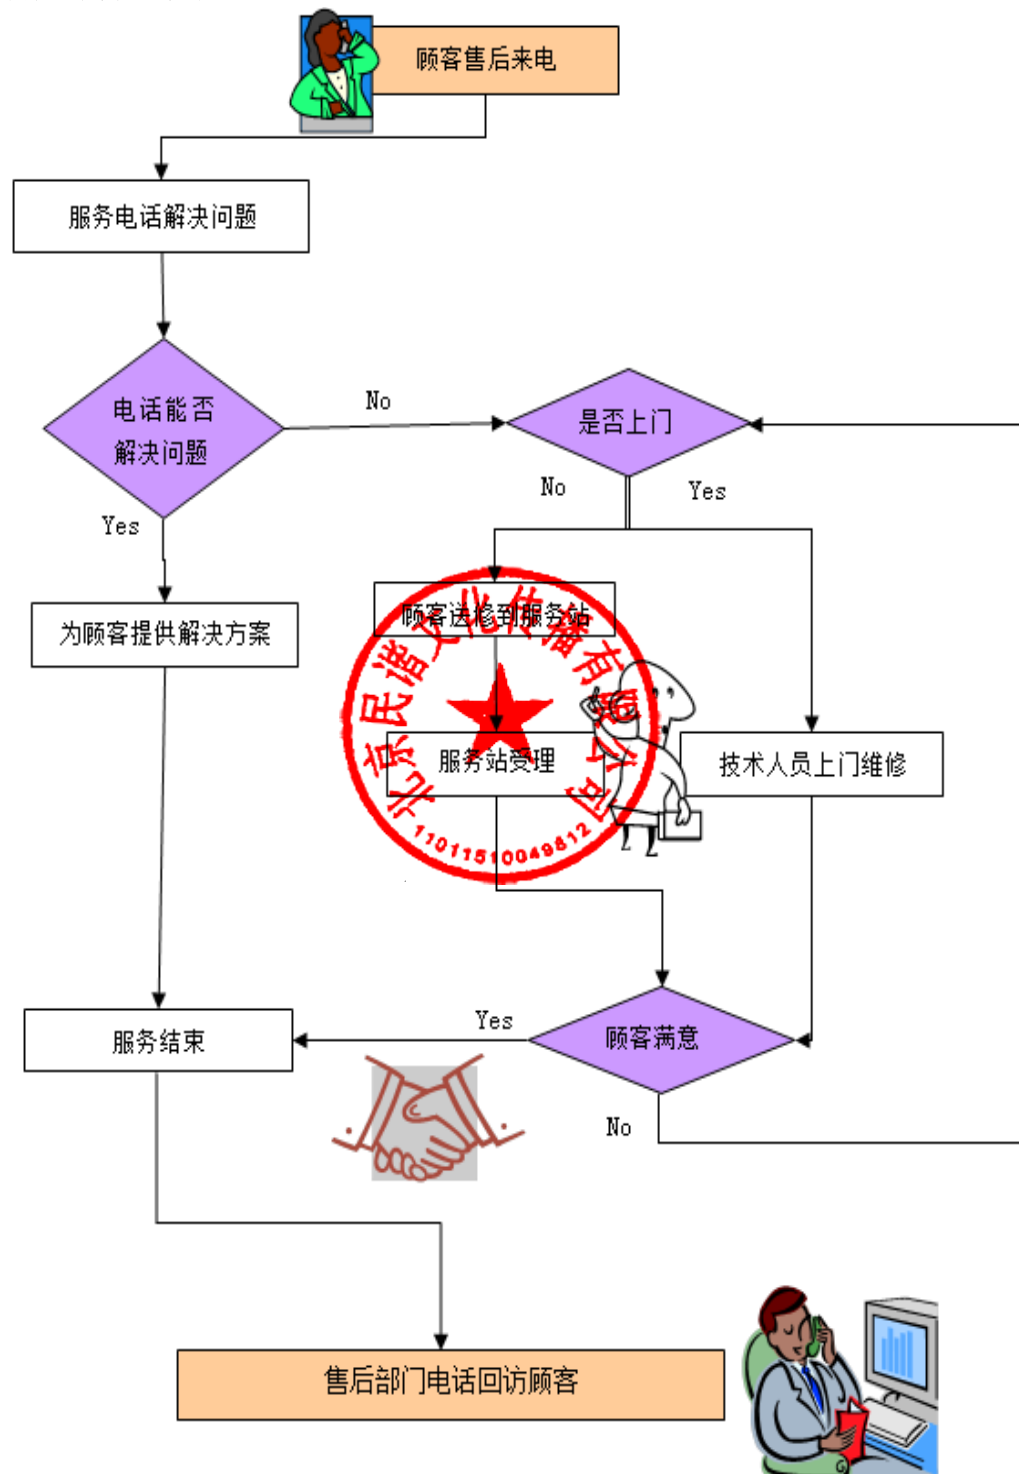 顾客售后来电
服务电话解决问题
电话能否
解决问题
No
是否上门
No
Yes
Yes
顾客送修到服务站
为顾客提供解决方案
北京民谐文化传播有限公司
服务站受理
技术人员上门维修
11011510049812
服务结束
Yes
顾客满意
No
售后部门电话回访顾客